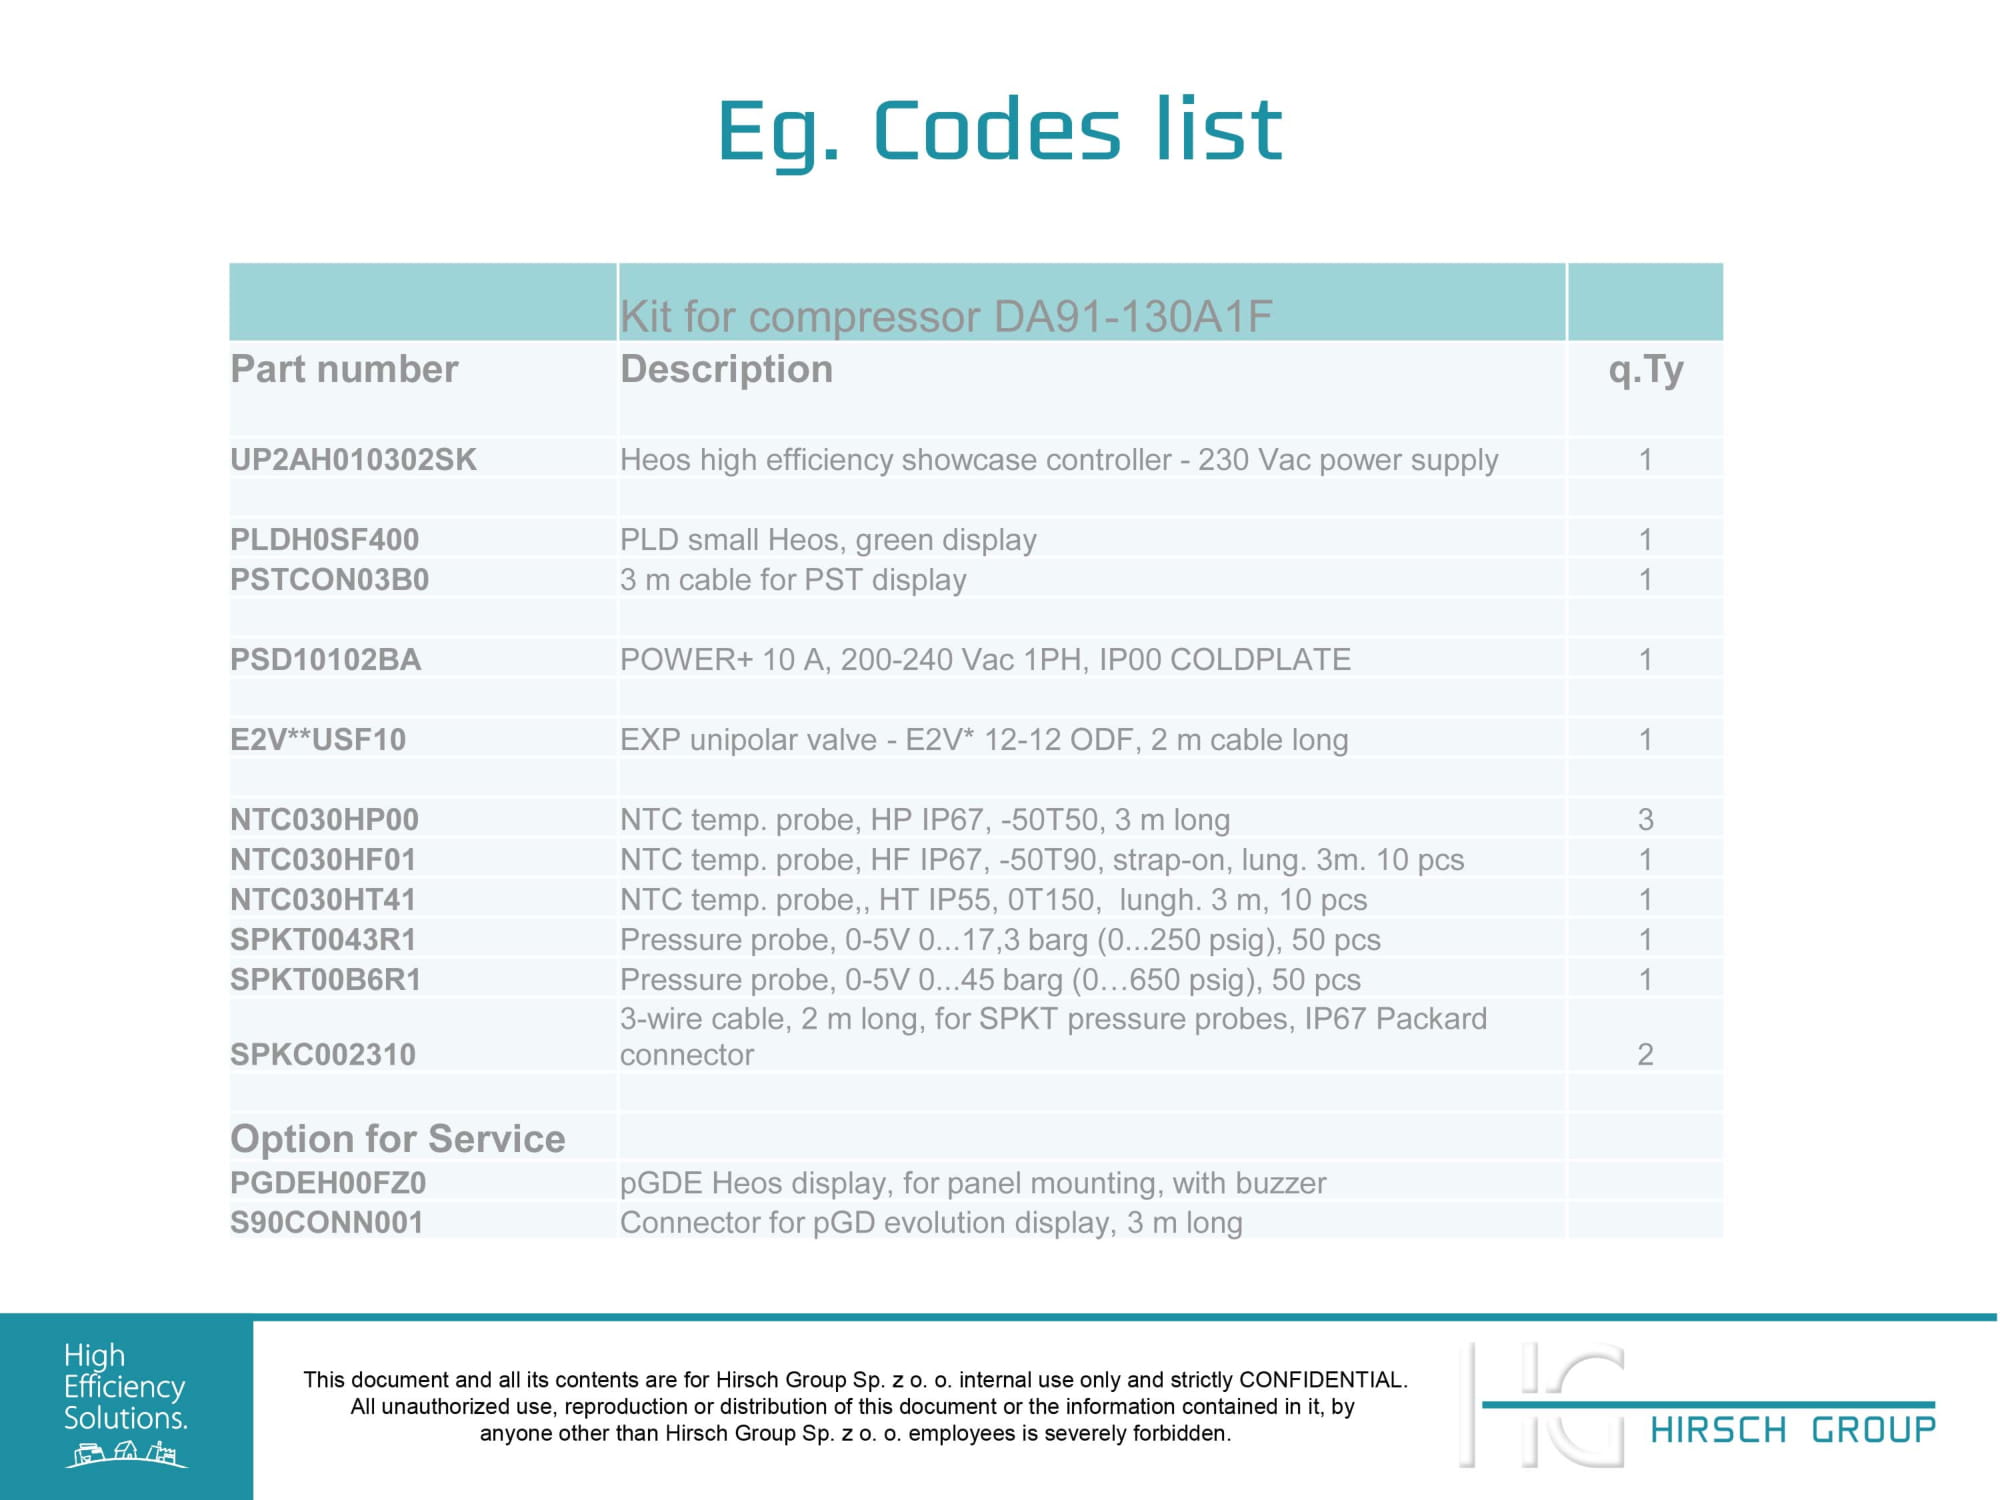 Eg. Codes list
Kit for compressor DA91-130A1F
Part number Description q.Ty
UP2AH010302SK Heos high efficiency showcase controller - 230 Vac power supply 1
PLDH0SF400 PLD small Heos, green display 1
PSTCON03B0 3 m cable for PST display 1
PSD10102BA POWER+ 10 A, 200-240 Vac 1PH, IP00 COLDPLATE 1
E2V**USF10 EXP unipolar valve - E2V* 12-12 ODF, 2 m cable long 1
NTC030HP00 NTC temp. probe, HP IP67, -50T50, 3 m long 3
NTC030HF01 NTC temp. probe, HF IP67, -50T90, strap-on, lung. 3m. 10 pcs 1
NTC030HT41 NTC temp. probe,, HT IP55, 0T150, lungh. 3 m, 10 pcs 1
SPKT0043R1 Pressure probe, 0-5V 0...17,3 barg (0...250 psig), 50 pcs 1
SPKT00B6R1 Pressure probe, 0-5V 0...45 barg (0…650 psig), 50 pcs 1
3-wire cable, 2 m long, for SPKT pressure probes, IP67 Packard
SPKC002310 connector 2
Option for Service
PGDEH00FZ0 pGDE Heos display, for panel mounting, with buzzer
S90CONN001 Connector for pGD evolution display, 3 m long
High
Efficiency
Solutions.
This document and all its contents are for Hirsch Group Sp. z o. o. internal use only and strictly CONFIDENTIAL.
All unauthorized use, reproduction or distribution of this document or the information contained in it, by
anyone other than Hirsch Group Sp. z o. o. employees is severely forbidden.
HG
HIRSCH GROUP